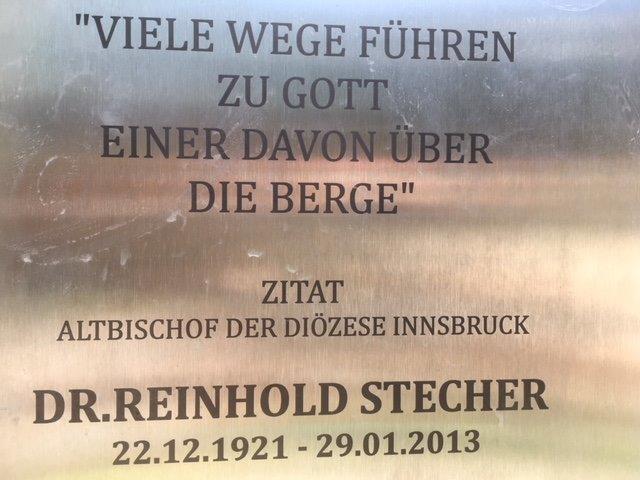 "VIELE WEGE FÜHREN
ZU GOTT
EINER DAVON ÜBER
DIE BERGE"
ZITAT
ALTBISCHOF DER DIÖZESE INNSBRUCK
DR.REINHOLD STECHER
22.12.1921 - 29.01.2013